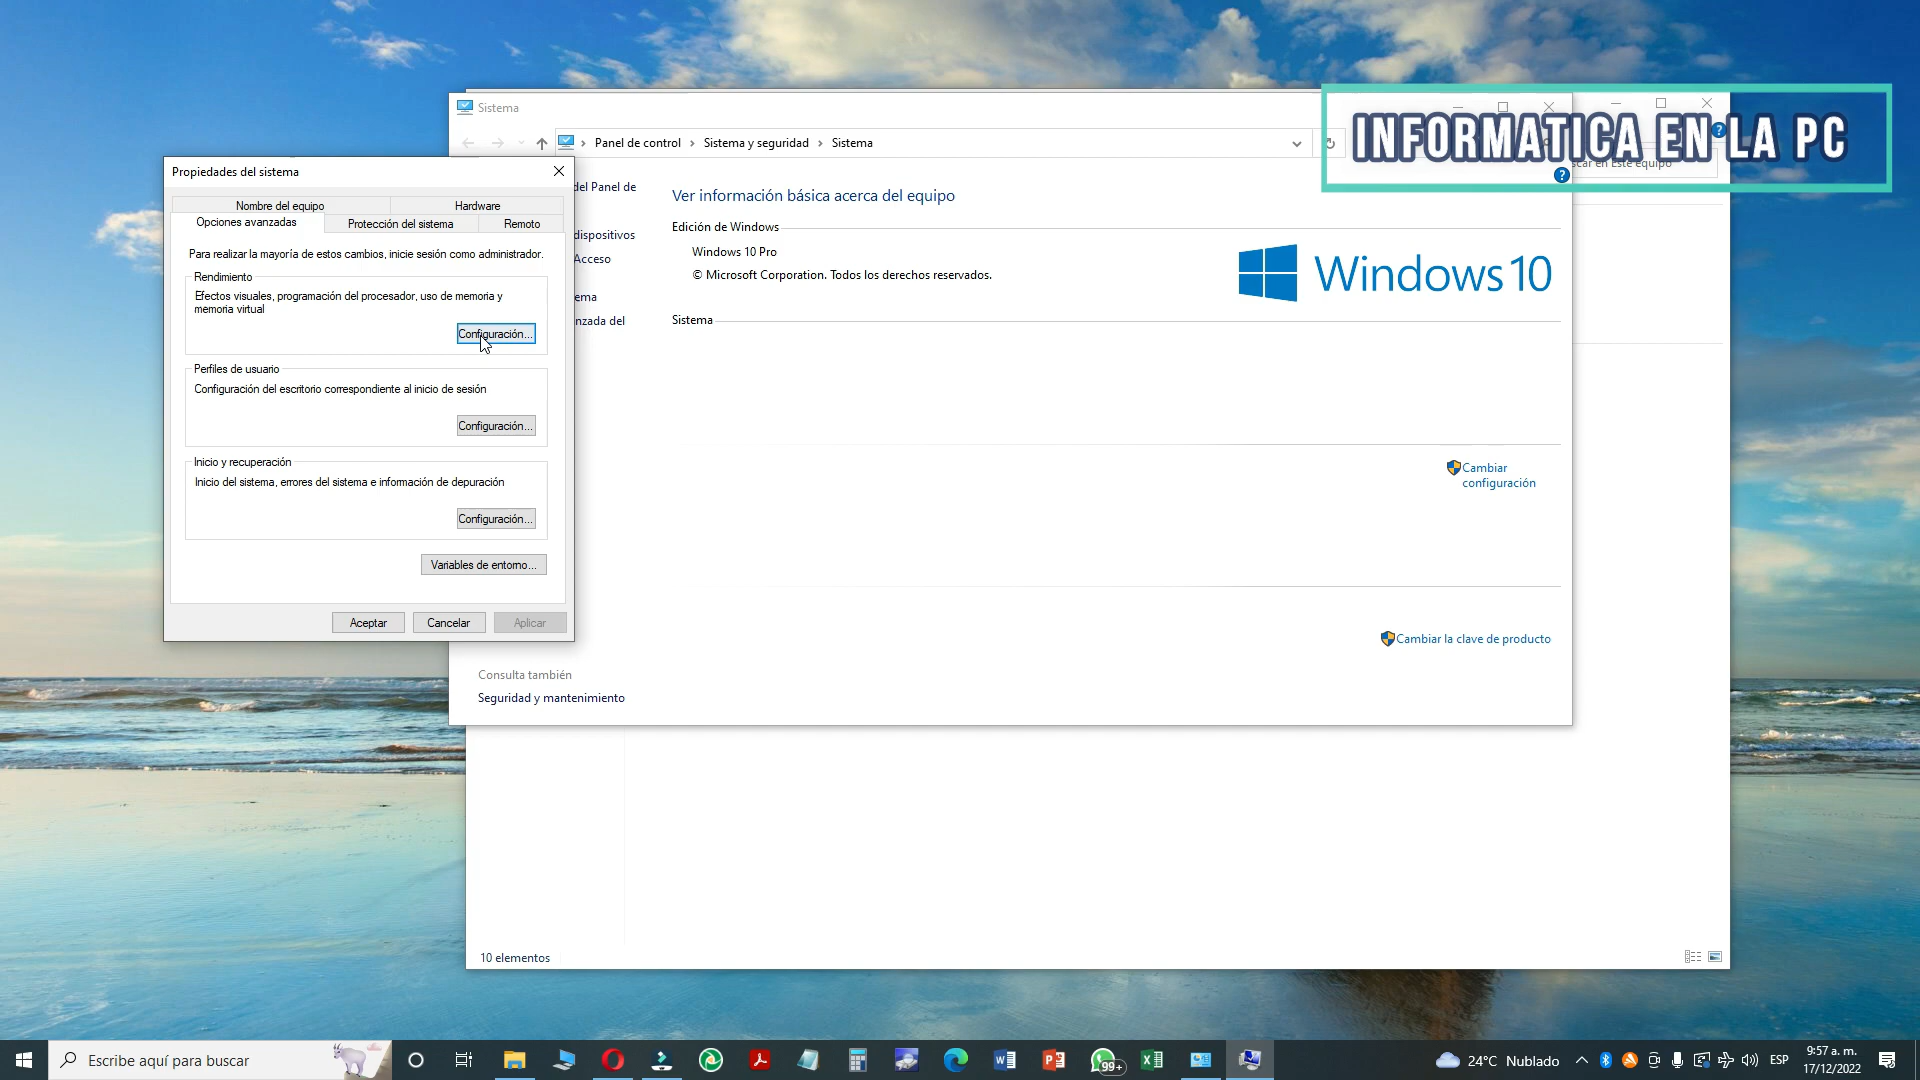 Sistema
Panel de control
Sistema y seguridad
Sistema
INFORMATICA EN LA PC
Propiedades del sistema
Nombre del equipo
Hardware
Opciones avanzadas
Protección del sistema
Remoto
Para realizar la mayoría de estos cambios, inicie sesión como administrador.
Rendimiento
Efectos visuales, programación del procesador, uso de memoria y
memoria virtual
Configuración...
Perfiles de usuario
Configuración del escritorio correspondiente al inicio de sesión
Configuración...
Inicio y recuperación
Inicio del sistema, errores del sistema e información de depuración
Configuración...
Variables de entorno...
Aceptar
Cancelar
Aplicar
del Panel de
dispositivos
Acceso
ema
nzada del
Consulta también
Seguridad y mantenimiento
Ver información básica acerca del equipo
Edición de Windows
Windows 10 Pro
© Microsoft Corporation. Todos los derechos reservados.
Windows 10
Sistema
Cambiar
configuración
Cambiar la clave de producto
en Este equipo
10 elementos
Escribe aquí para buscar
99+
24°C Nublado
ESP
9:57 a. m.
17/12/2022